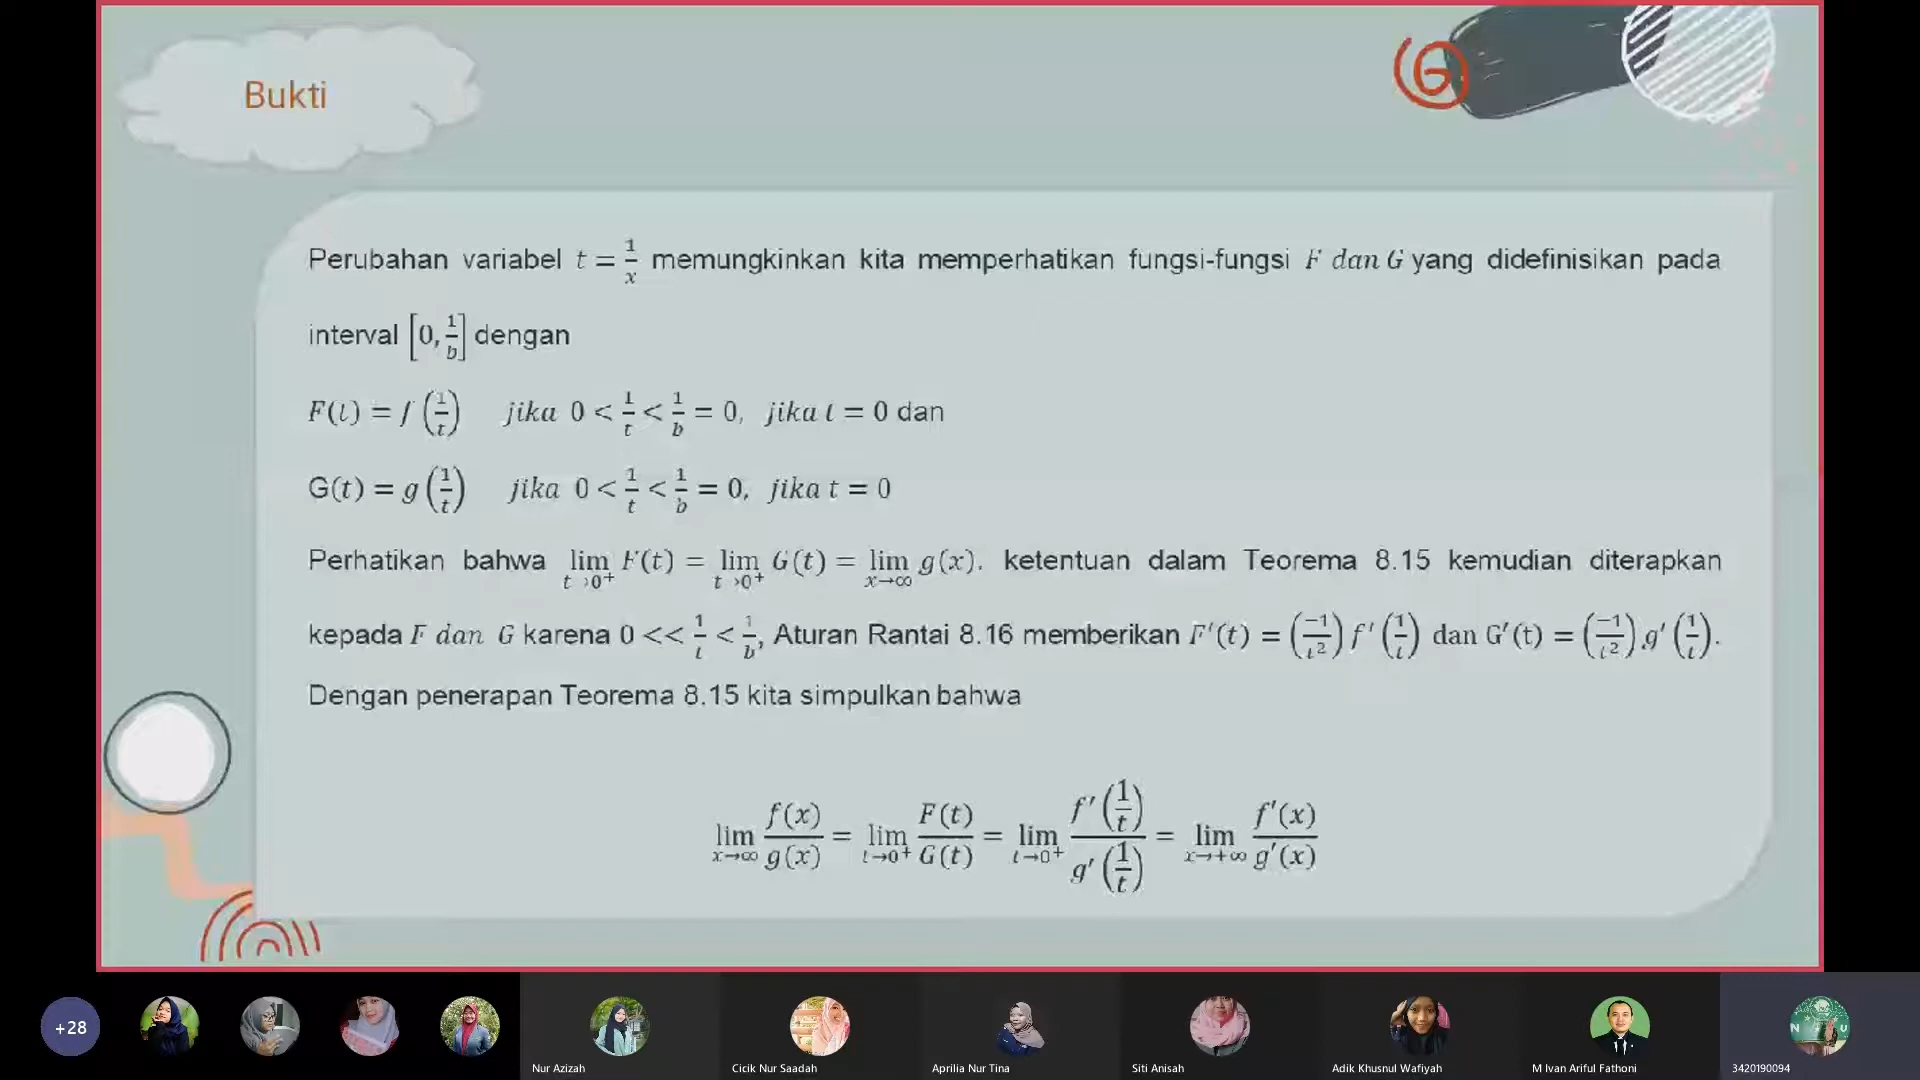 Bukti
Perubahan variabel t = 1/x memungkinkan kita memperhatikan fungsi-fungsi F dan G yang didefinisikan pada
interval [0, 1/b] dengan
F(t) = f(1/t) jika 0 < 1/t < 1/b = 0, jika t = 0 dan
G(t) = g(1/t) jika 0 < 1/t < 1/b = 0, jika t = 0
Perhatikan bahwa lim t→0⁺ F(t) = lim t→0⁺ G(t) = lim x→∞ g(x). ketentuan dalam Teorema 8.15 kemudian diterapkan
kepada F dan G karena 0 << 1/t < 1/b, Aturan Rantai 8.16 memberikan F'(t) = (-1/t²) f'(1/t) dan G'(t) = (-1/t²) g'(1/t).
Dengan penerapan Teorema 8.15 kita simpulkan bahwa
lim x→∞ f(x)/g(x) = lim t→0⁺ F(t)/G(t) = lim t→0⁺ f'(1/t)/g'(1/t) = lim x→+∞ f'(x)/g'(x)
+28
Nur Azizah
Cicik Nur Saadah
Aprilia Nur Tina
Siti Anisah
Adik Khusnul Wafiyah
M Ivan Ariful Fathoni
3420190094